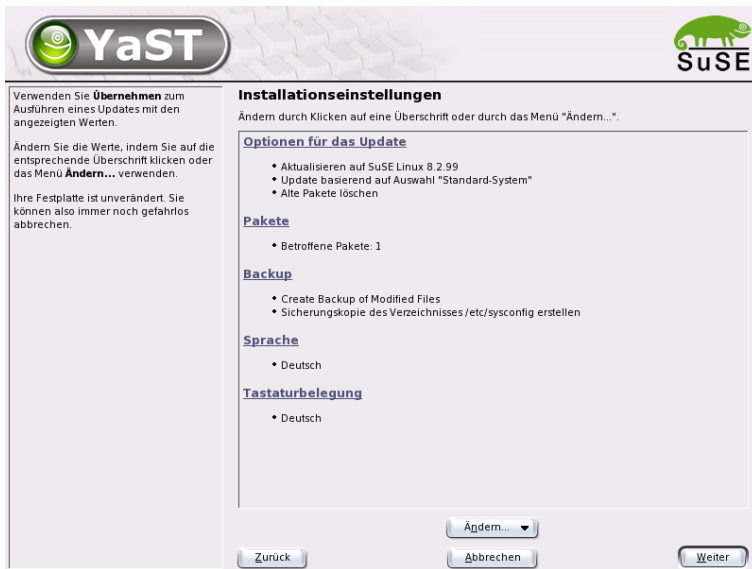 YaST
SuSE
Verwenden Sie Übernehmen zum
Ausführen eines Updates mit den
angezeigten Werten.
Ändern Sie die Werte, indem Sie auf die
entsprechende Überschrift klicken oder
das Menü Ändern... verwenden.
Ihre Festplatte ist unverändert. Sie
können also immer noch gefahrlos
abbrechen.
Installationseinstellungen
Ändern durch Klicken auf eine Überschrift oder durch das Menü "Ändern...".
Optionen für das Update
• Aktualisieren auf SuSE Linux 8.2.99
• Update basierend auf Auswahl "Standard-System"
• Alte Pakete löschen
Pakete
• Betroffene Pakete: 1
Backup
• Create Backup of Modified Files
• Sicherungskopie des Verzeichnisses /etc/sysconfig erstellen
Sprache
• Deutsch
Tastaturbelegung
• Deutsch
Ändern...
Zurück
Abbrechen
Weiter